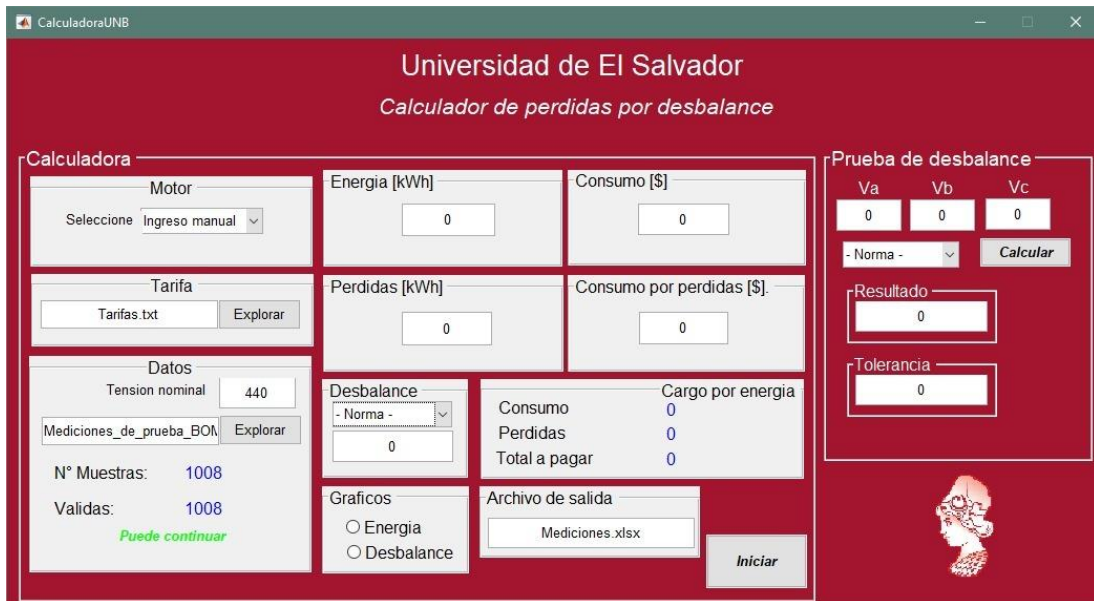 CalculadoraUNB
Universidad de El Salvador
Calculador de perdidas por desbalance
Calculadora
Motor
Seleccione Ingreso manual
Tarifa
Tarifas.txt Explorar
Datos
Tension nominal 440
Mediciones_de_prueba_BOM Explorar
N° Muestras: 1008
Validas: 1008
Puede continuar
Energia [kWh]
0
Consumo [$]
0
Perdidas [kWh]
0
Consumo por perdidas [$].
0
Desbalance
- Norma -
0
Cargo por energia
Consumo 0
Perdidas 0
Total a pagar 0
Graficos
Energia
Desbalance
Archivo de salida
Mediciones.xlsx
Iniciar
Prueba de desbalance
Va Vb Vc
0 0 0
- Norma - Calcular
Resultado
0
Tolerancia
0